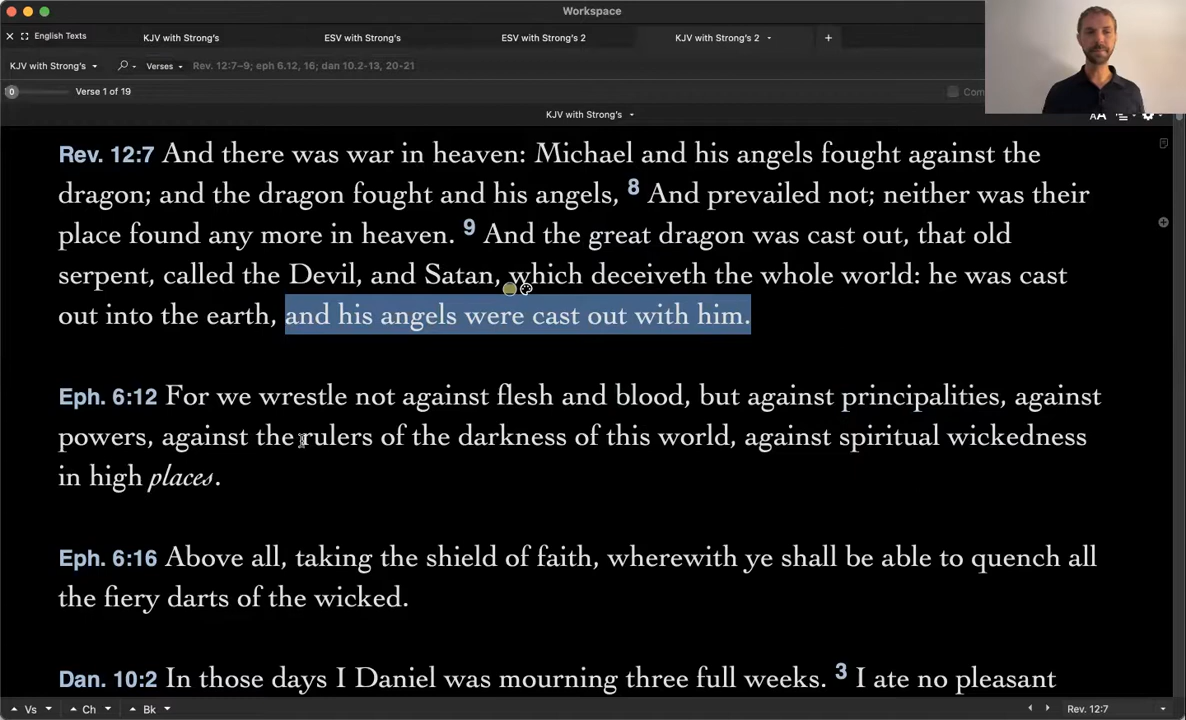 Workspace
English Texts
KJV with Strong's
ESV with Strong's
ESV with Strong's 2
KJV with Strong's 2
KJV with Strong's
Verses
Rev. 12:7–9; eph 6.12, 16; dan 10.2-13, 20-21
0
Verse 1 of 19
KJV with Strong's
AA
Rev. 12:7 And there was war in heaven: Michael and his angels fought against the
dragon; and the dragon fought and his angels, 8 And prevailed not; neither was their
place found any more in heaven. 9 And the great dragon was cast out, that old
serpent, called the Devil, and Satan, which deceiveth the whole world: he was cast
out into the earth, and his angels were cast out with him.
Eph. 6:12 For we wrestle not against flesh and blood, but against principalities, against
powers, against the rulers of the darkness of this world, against spiritual wickedness
in high places.
Eph. 6:16 Above all, taking the shield of faith, wherewith ye shall be able to quench all
the fiery darts of the wicked.
Dan. 10:2 In those days I Daniel was mourning three full weeks. 3 I ate no pleasant
Vs
Ch
Bk
Rev. 12:7